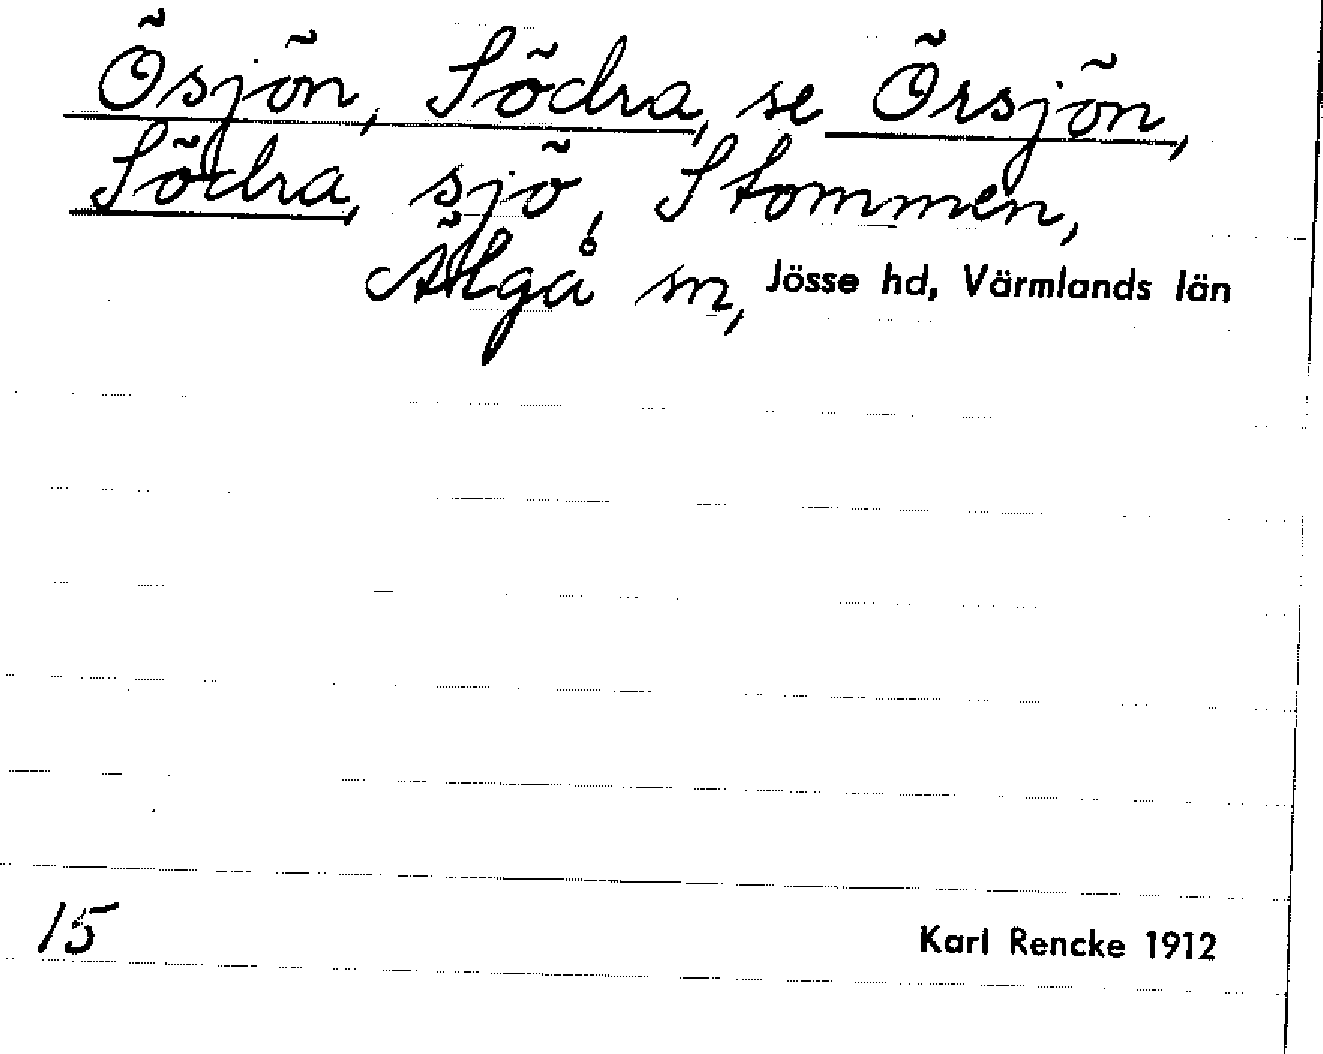 Ösjön, Södra, se Örsjön,
Södra, sjö, Stommen,
Älgå sn, Jösse hd, Värmlands län
15
Karl Rencke 1912